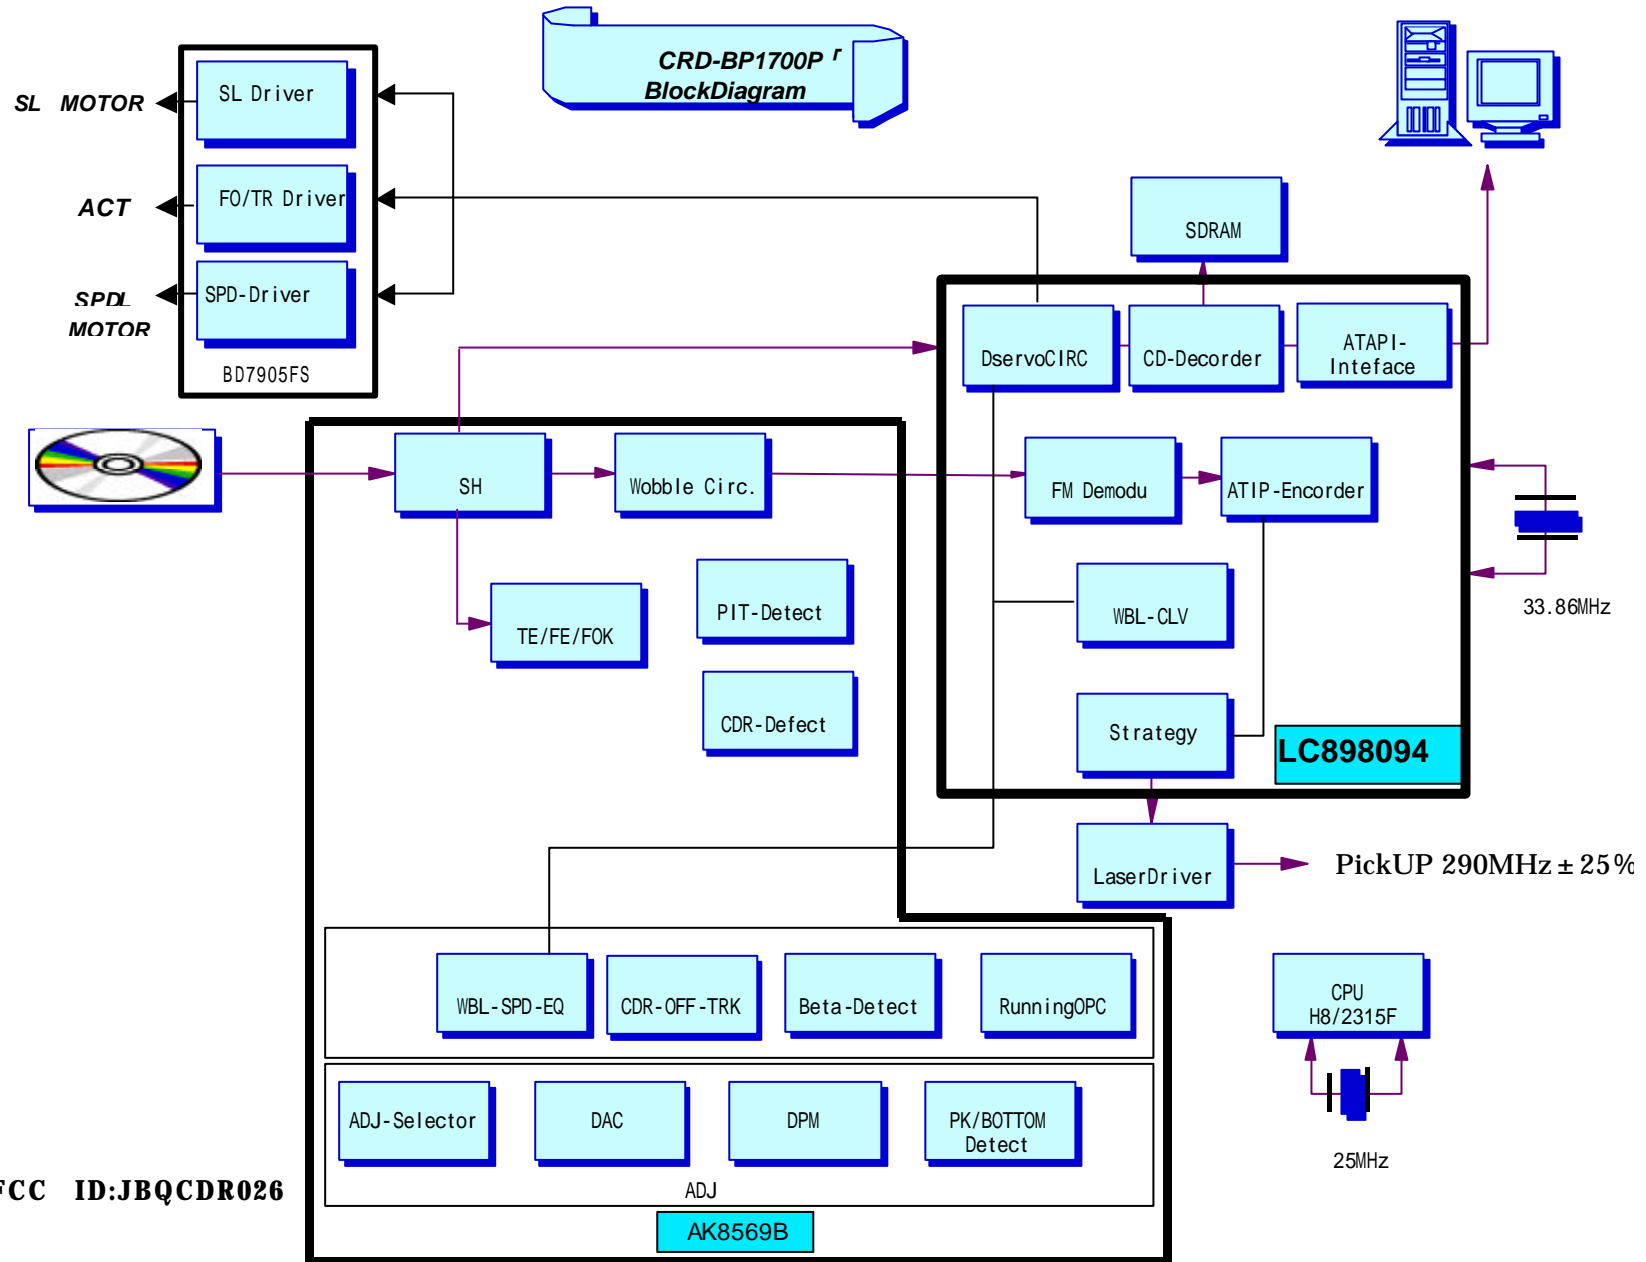 CRD-BP1700P r
BlockDiagram
SL MOTOR
SL Driver
ACT
FO/TR Driver
SPDL
MOTOR
SPD-Driver
BD7905FS
SDRAM
DservoCIRC
CD-Decorder
ATAPI-
Inteface
SH
Wobble Circ.
FM Demodu
ATIP-Encorder
33.86MHz
TE/FE/FOK
PIT-Detect
WBL-CLV
CDR-Defect
Strategy
LC898094
LaserDriver
PickUP 290MHz ± 25%
WBL-SPD-EQ
CDR-OFF-TRK
Beta-Detect
RunningOPC
CPU
H8/2315F
ADJ-Selector
DAC
DPM
PK/BOTTOM
Detect
25MHz
ADJ
FCC ID:JBQCDR026
AK8569B